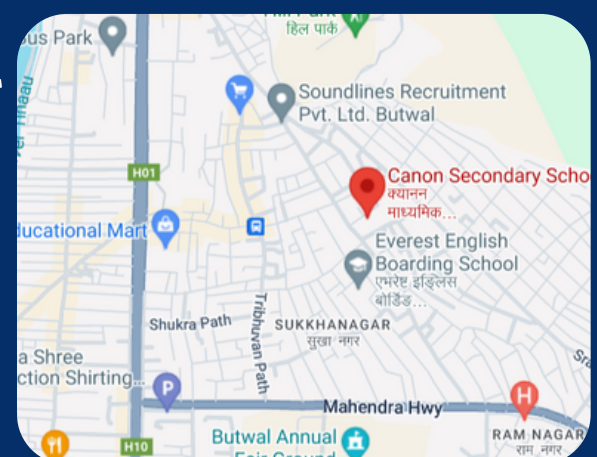 us Park
हिल पार्क
Soundlines Recruitment
Pvt. Ltd. Butwal
H01
Canon Secondary Scho
क्यानन
माध्यमिक...
ducational Mart
Everest English
Boarding School
एभरेष्ट इङ्लिस
बोर्डिङ...
Shukra Path
Tribhuvan Path
SUKKHANAGAR
सुखा नगर
a Shree
ction Shirting...
P
Mahendra Hwy
H
H10
Butwal Annual
RAM NAGAR
राम नगर